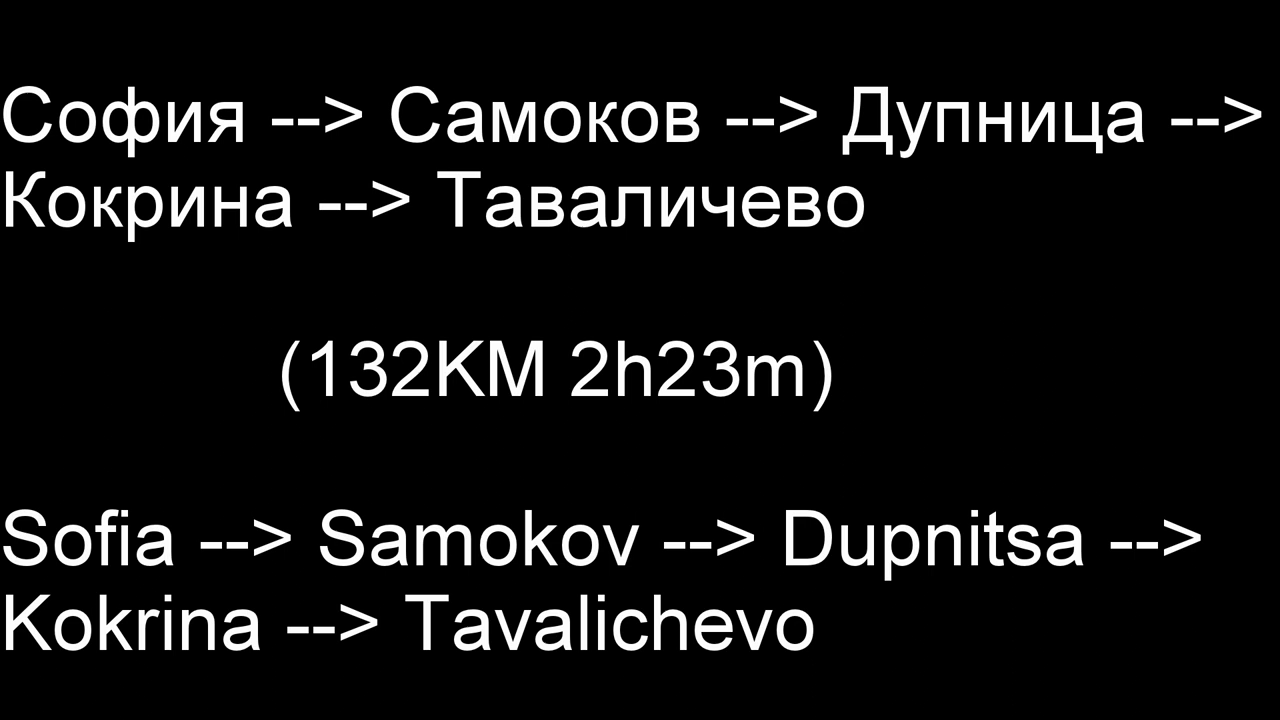 София --> Самоков --> Дупница -->
Кокрина --> Таваличево
(132KM 2h23m)
Sofia --> Samokov --> Dupnitsa -->
Kokrina --> Tavalichevo